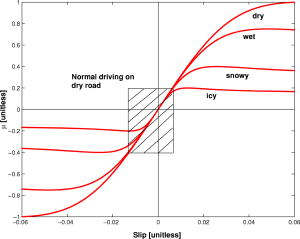 1
0.8
0.6
0.4
0.2
0
−0.2
−0.4
−0.6
−0.8
−1
μ [unitless]
dry
wet
Normal driving on
dry road
snowy
icy
−0.06 −0.04 −0.02 0 0.02 0.04 0.06
Slip [unitless]